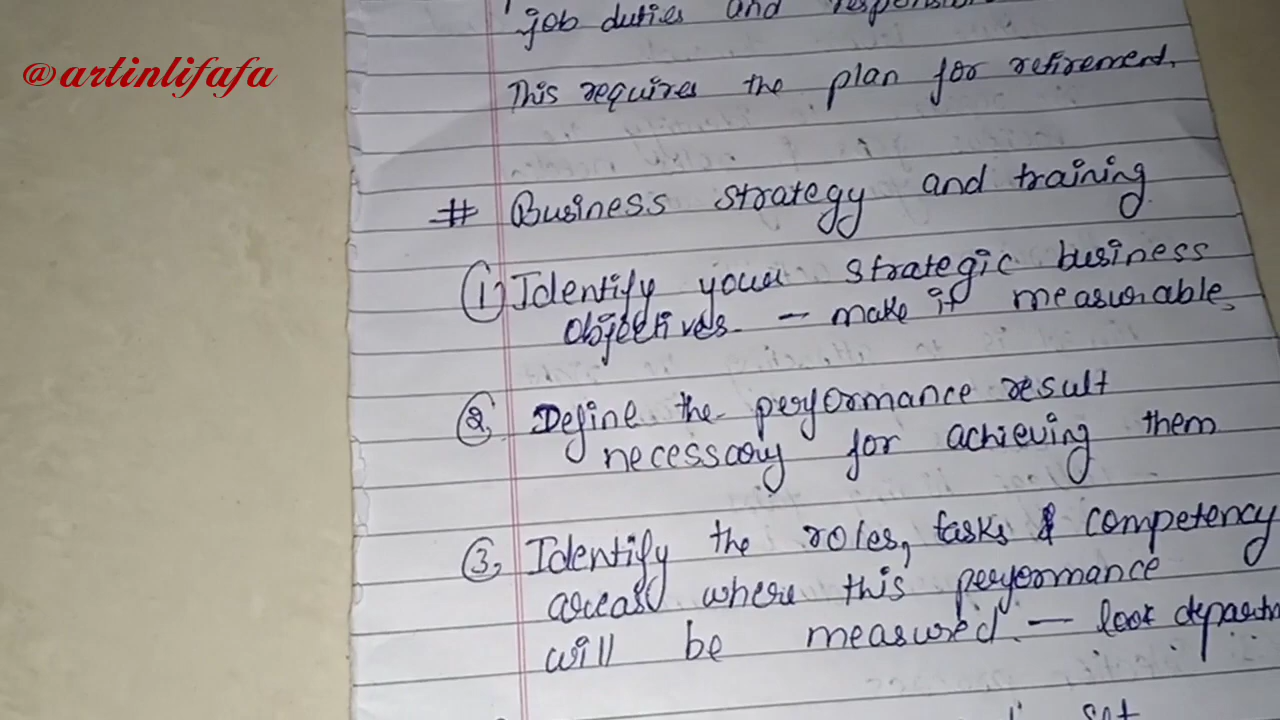 @artinlifafa
job duties and
This requires the plan for retirement.
# Business strategy and training
① Identify your strategic business
objectives - make it measurable.
②. Define the performance result
necessary for achieving them
③. Identify the roles, tasks & competency
areas where this performance
will be measured. - look
set